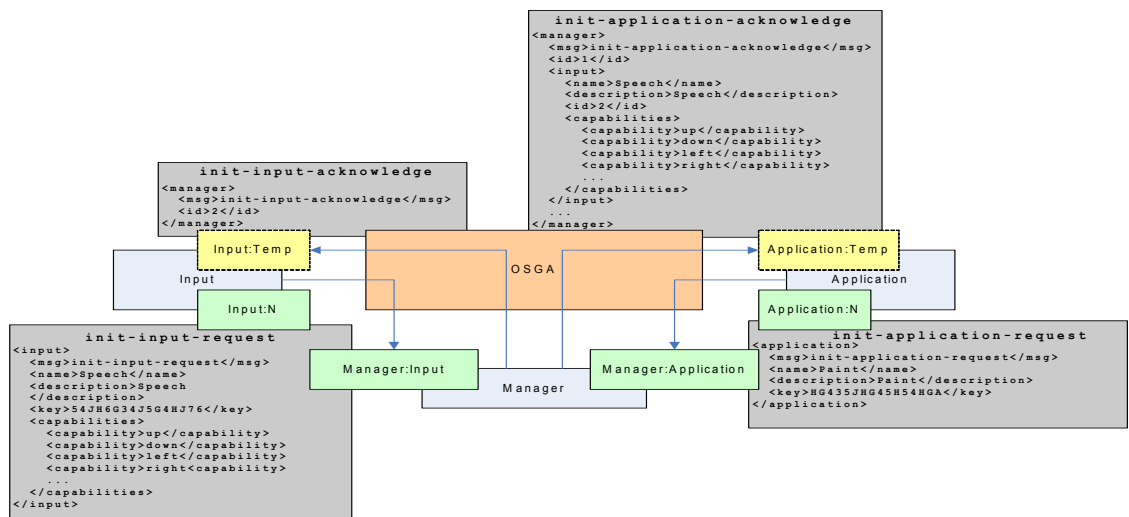 init-application-acknowledge
<manager>
<msg>init-application-acknowledge</msg>
<id>1</id>
<input>
<name>Speech</name>
<description>Speech</description>
<id>2</id>
<capabilities>
<capability>up</capability>
<capability>down</capability>
<capability>left</capability>
<capability>right</capability>
...
</capabilities>
</input>
...
</manager>
init-input-acknowledge
<manager>
<msg>init-input-acknowledge</msg>
<id>2</id>
</manager>
Input:Temp
Input
Input:N
OSGA
Application:Temp
Application
Application:N
Manager:Input
Manager
Manager:Application
init-input-request
<input>
<msg>init-input-request</msg>
<name>Speech</name>
<description>Speech
</description>
<key>54JH6G34J5G4HJ76</key>
<capabilities>
<capability>up</capability>
<capability>down</capability>
<capability>left</capability>
<capability>right<capability>
...
</capabilities>
</input>
init-application-request
<application>
<msg>init-application-request</msg>
<name>Paint</name>
<description>Paint</description>
<key>HG435JHG45H54HGA</key>
</application>